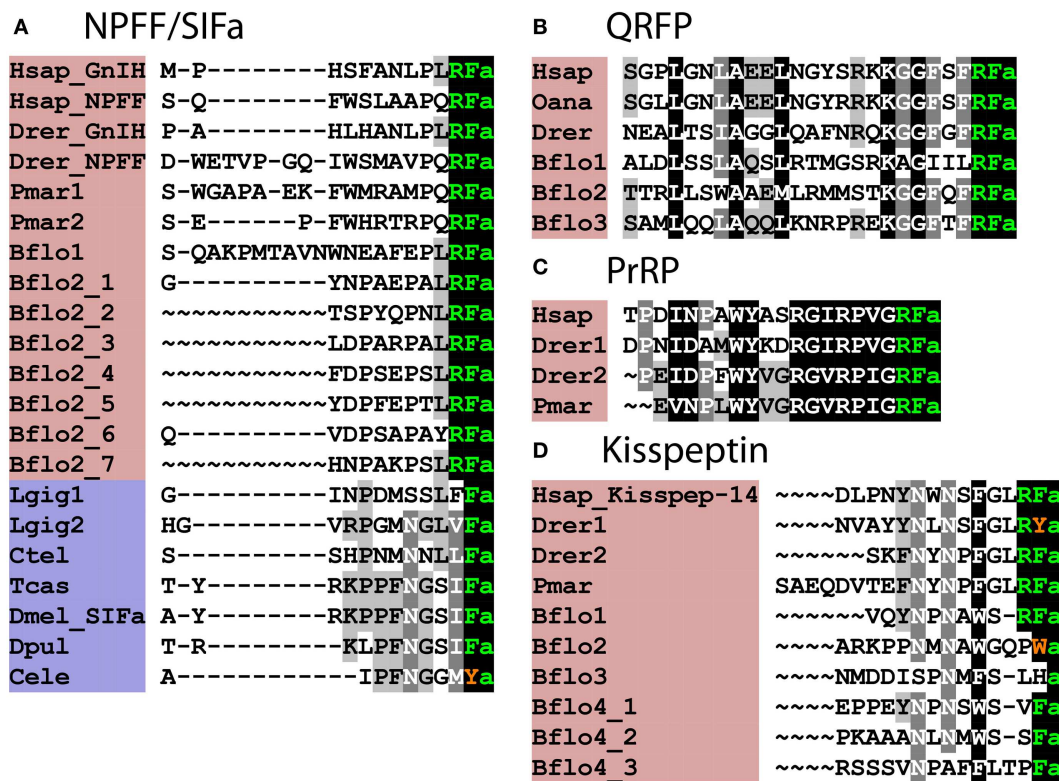 A NPFF/SIFa
Hsap_GnIH M-P----------HSFANLPLRFa
Hsap_NPFF S-Q----------FWSLAAPQRFa
Drer_GnIH P-A----------HLHANLPLRFa
Drer_NPFF D-WETVP-GQ-IWSMAVPQRFa
Pmar1 S-WGAPA-EK-FWMRAMPQRFa
Pmar2 S-E------P-FWHRTRPQRFa
Bflo1 S-QAKPMTAVNWNEAFEPLRFa
Bflo2_1 G----------YNPAEPALRFa
Bflo2_2 ~~~~~~~~~~~TSPYQPNLRFa
Bflo2_3 ~~~~~~~~~~~LDPARPALRFa
Bflo2_4 ~~~~~~~~~~~FDPSEPSLRFa
Bflo2_5 ~~~~~~~~~~~YDPFEPTLRFa
Bflo2_6 Q----------VDPSAPAYRFa
Bflo2_7 ~~~~~~~~~~~HNPAKPSLRFa
Lgig1 G----------INPDMSSLFFa
Lgig2 HG---------VRPGMNGLVFa
Ctel S----------SHPNMNNLLFa
Tcas T-Y--------RKPPFNGSIFa
Dmel_SIFa A-Y--------RKPPFNGSIFa
Dpul T-R--------KLPFNGSIFa
Cele A------------IPFNGGMYa
B QRFP
Hsap SGPLGNLAEELNGYSRKKGGFSFRFa
Oana SGLLGNLAEELNGYRRKKGGFSFRFa
Drer NEALTSIAGGLQAFNRQKGGFGFRFa
Bflo1 ALDLSSLAQSLRTMGSRKAGIILRFa
Bflo2 TTRLLSWAAEMLRMMSTKGGFQFRFa
Bflo3 SAMLQQLAQQLKNRPREKGGFTFRFa
C PrRP
Hsap TPDINPAWYASRGIRPVGRFa
Drer1 DPNIDAMWYKDRGIRPVGRFa
Drer2 ~PEIDPFWYVGRGVRPIGRFa
Pmar ~~EVNPLWYVGRGVRPIGRFa
D Kisspeptin
Hsap_Kisspep-14 ~~~~DLPNYNWNSFGLRFa
Drer1 ~~~~NVAYYNLNSFGLRYa
Drer2 ~~~~~~SKFNYNPFGLRFa
Pmar SAEQDVTEFNYNPFGLRFa
Bflo1 ~~~~~~VQYNPNAWS-RFa
Bflo2 ~~~~ARKPPNMNAWGQPWa
Bflo3 ~~~~NMDDISPNMFS-LHa
Bflo4_1 ~~~~EPPEYNPNSWS-VFa
Bflo4_2 ~~~~PKAAANLNMWS-SFa
Bflo4_3 ~~~~RSSSVNPAFFLTPFa